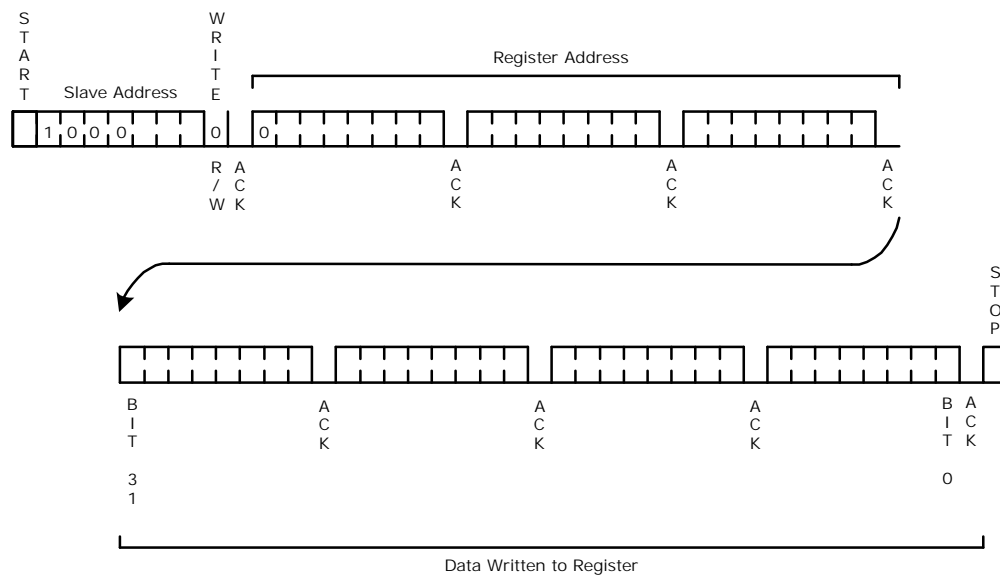 START
WRITE
Register Address
Slave Address
1 0 0 0 0 0
R/W
ACK
ACK
ACK
ACK
STOP
BIT 31
ACK
ACK
ACK
BIT 0
ACK
Data Written to Register